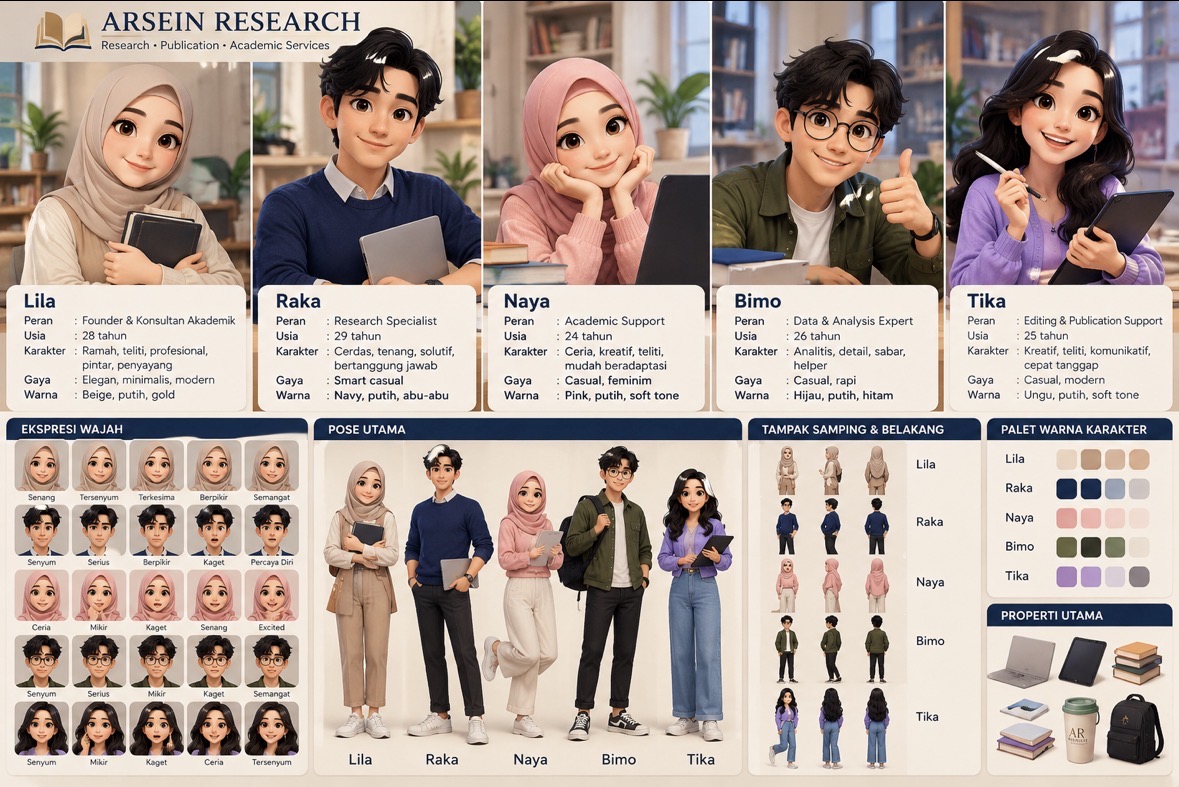 ARSEIN RESEARCH
Research • Publication • Academic Services
Lila
Peran : Founder & Konsultan Akademik
Usia : 28 tahun
Karakter : Ramah, teliti, profesional,
pintar, penyayang
Gaya : Elegan, minimalis, modern
Warna : Beige, putih, gold
Raka
Peran : Research Specialist
Usia : 29 tahun
Karakter : Cerdas, tenang, solutif,
bertanggung jawab
Gaya : Smart casual
Warna : Navy, putih, abu-abu
Naya
Peran : Academic Support
Usia : 24 tahun
Karakter : Ceria, kreatif, teliti,
mudah beradaptasi
Gaya : Casual, feminim
Warna : Pink, putih, soft tone
Bimo
Peran : Data & Analysis Expert
Usia : 26 tahun
Karakter : Analitis, detail, sabar,
helper
Gaya : Casual, rapi
Warna : Hijau, putih, hitam
Tika
Peran : Editing & Publication Support
Usia : 25 tahun
Karakter : Kreatif, teliti, komunikatif,
cepat tanggap
Gaya : Casual, modern
Warna : Ungu, putih, soft tone
EKSPRESI WAJAH
Senang Tersenyum Terkesima Berpikir Semangat
Senyum Serius Berpikir Kaget Percaya Diri
Ceria Mikir Kaget Senang Excited
Senyum Serius Mikir Kaget Semangat
Senyum Mikir Kaget Ceria Tersenyum
POSE UTAMA
Lila Raka Naya Bimo Tika
TAMPAK SAMPING & BELAKANG
Lila
Raka
Naya
Bimo
Tika
PALET WARNA KARAKTER
Lila
Raka
Naya
Bimo
Tika
PROPERTI UTAMA
AR